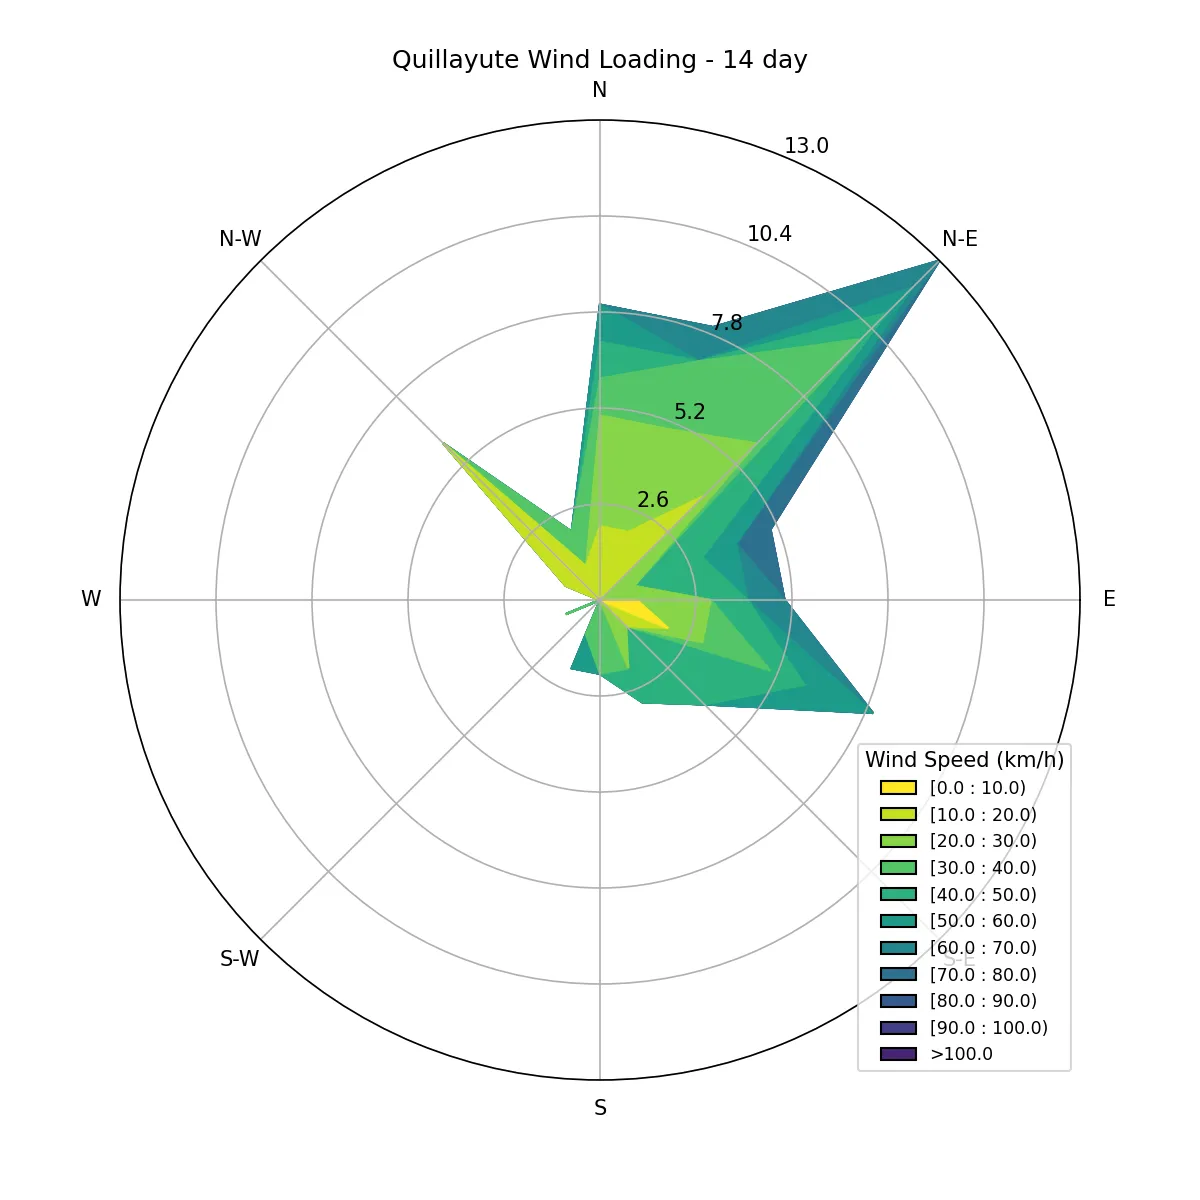 Quillayute Wind Loading - 14 day
N
13.0
10.4
N-W
N-E
7.8
5.2
2.6
W
E
Wind Speed (km/h)
[0.0 : 10.0)
[10.0 : 20.0)
[20.0 : 30.0)
[30.0 : 40.0)
[40.0 : 50.0)
[50.0 : 60.0)
[60.0 : 70.0)
[70.0 : 80.0)
[80.0 : 90.0)
[90.0 : 100.0)
>100.0
S-W
S-E
S